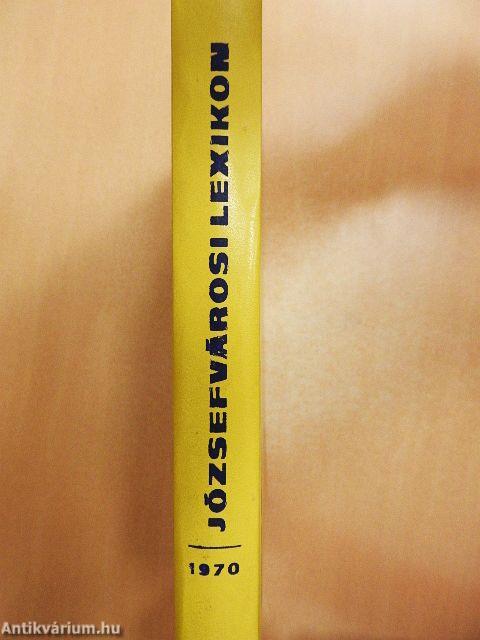 JÓZSEFVÁROSI LEXIKON
1970
Antikvárium.hu